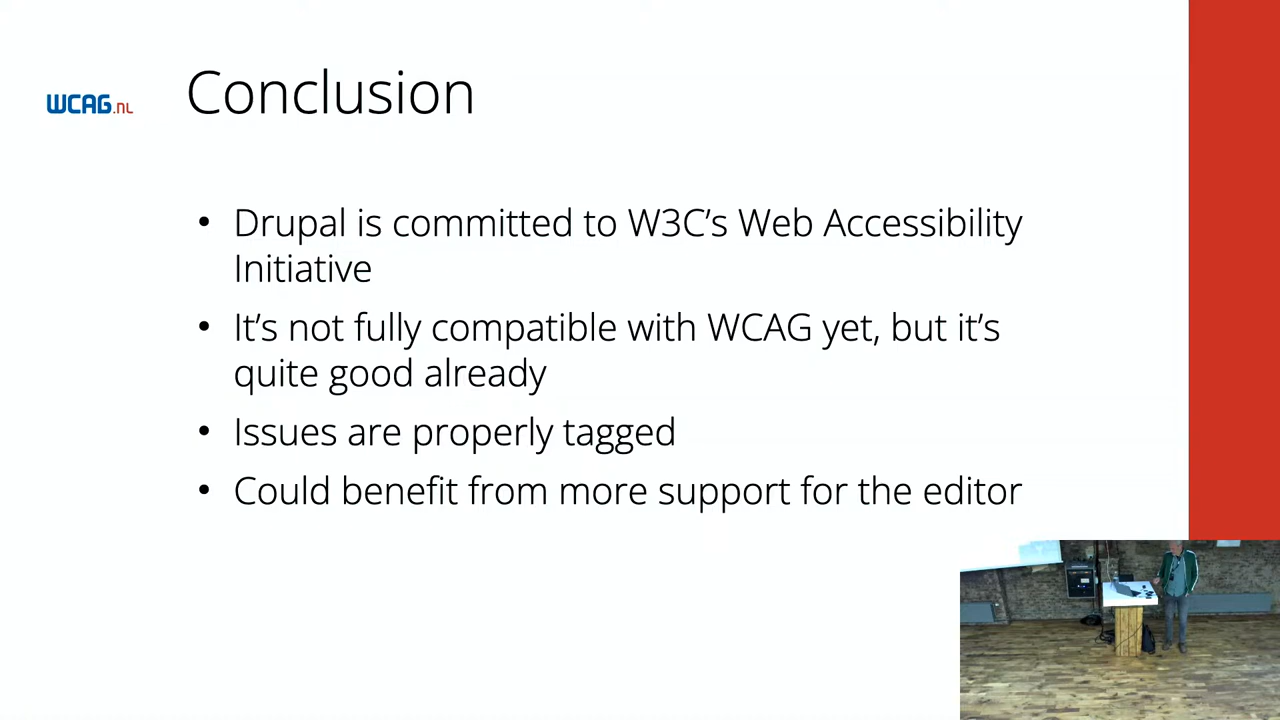 WCAG.NL
Conclusion
• Drupal is committed to W3C’s Web Accessibility
Initiative
• It’s not fully compatible with WCAG yet, but it’s
quite good already
• Issues are properly tagged
• Could benefit from more support for the editor